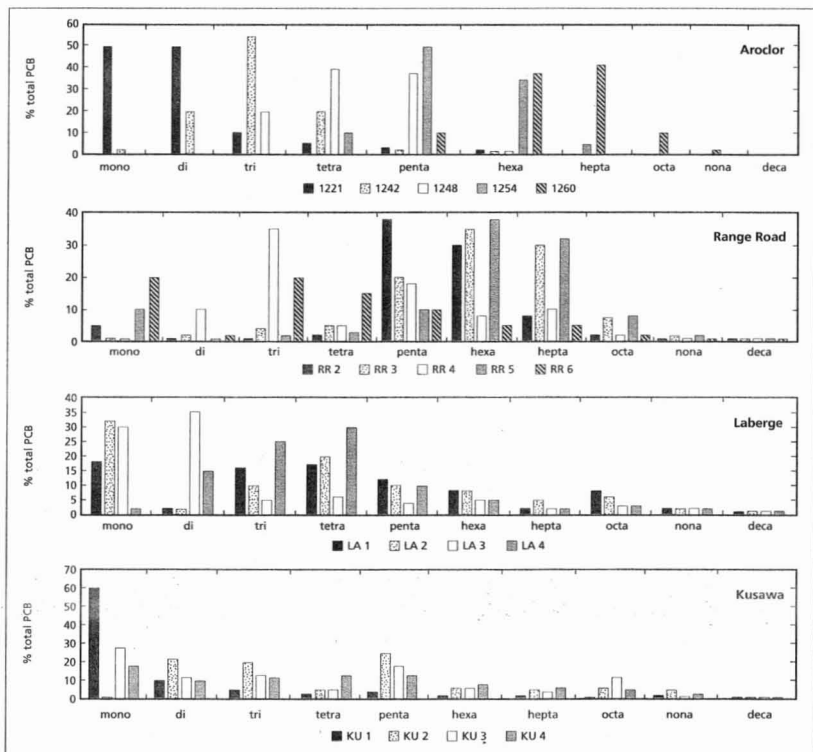 60
50
40
30
20
10
0
% total PCB
Aroclor
mono di tri tetra penta hexa hepta octa nona deca
1221 1242 1248 1254 1260
40
30
20
10
0
% total PCB
Range Road
mono di tri tetra penta hexa hepta octa nona deca
RR 2 RR 3 RR 4 RR 5 RR 6
40
35
30
25
20
15
10
5
0
% total PCB
Laberge
mono di tri tetra penta hexa hepta octa nona deca
LA 1 LA 2 LA 3 LA 4
70
60
50
40
30
20
10
0
% total PCB
Kusawa
mono di tri tetra penta hexa hepta octa nona deca
KU 1 KU 2 KU 3 KU 4